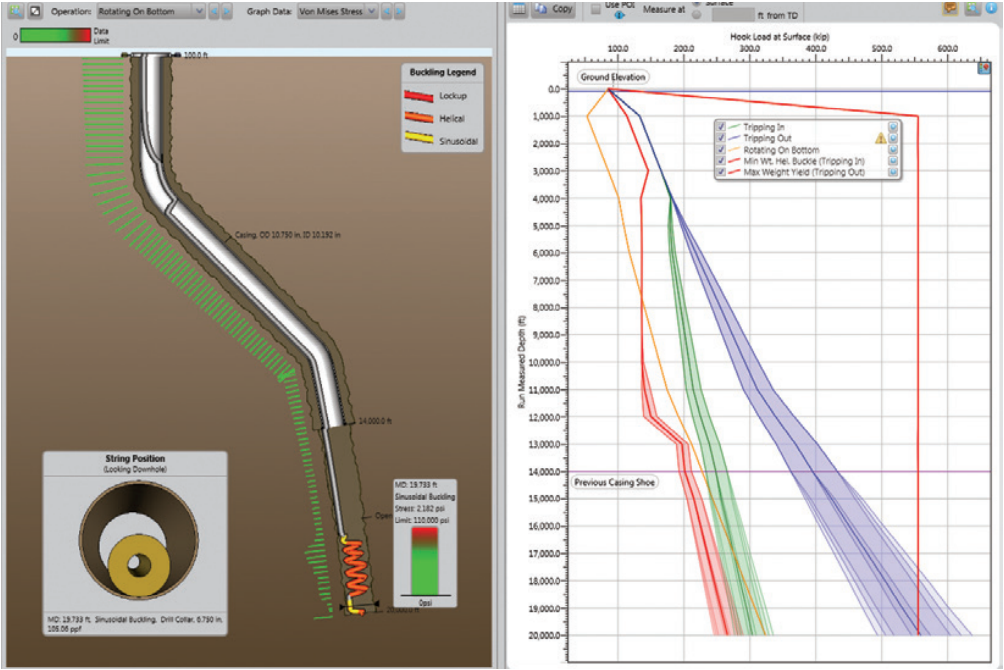 Operation: Rotating On Bottom
Graph Data: Von Mises Stress
0
Data
Limit
100.0 ft
Buckling Legend
Lockup
Helical
Sinusoidal
Casing, OD 10.750 in, ID 10.192 in
14,000.0 ft
String Position
(Looking Downhole)
MD: 19,733 ft, Sinusoidal Buckling, Drill Collar, 6.750 in,
105.06 ppf
MD: 19,733 ft
Sinusoidal Buckling
Stress: 2,182 psi
Limit: 110,000 psi
Open
0psi
Copy
Use POI
Measure at
Surface
ft from TD
Hook Load at Surface (kip)
100.0
200.0
300.0
400.0
500.0
600.0
Ground Elevation
Tripping In
Tripping Out
Rotating On Bottom
Min Wt. Hel. Buckle (Tripping In)
Max Weight Yield (Tripping Out)
Run Measured Depth (ft)
0.0
1,000.0
2,000.0
3,000.0
4,000.0
5,000.0
6,000.0
7,000.0
8,000.0
9,000.0
10,000.0
11,000.0
12,000.0
13,000.0
14,000.0
Previous Casing Shoe
15,000.0
16,000.0
17,000.0
18,000.0
19,000.0
20,000.0